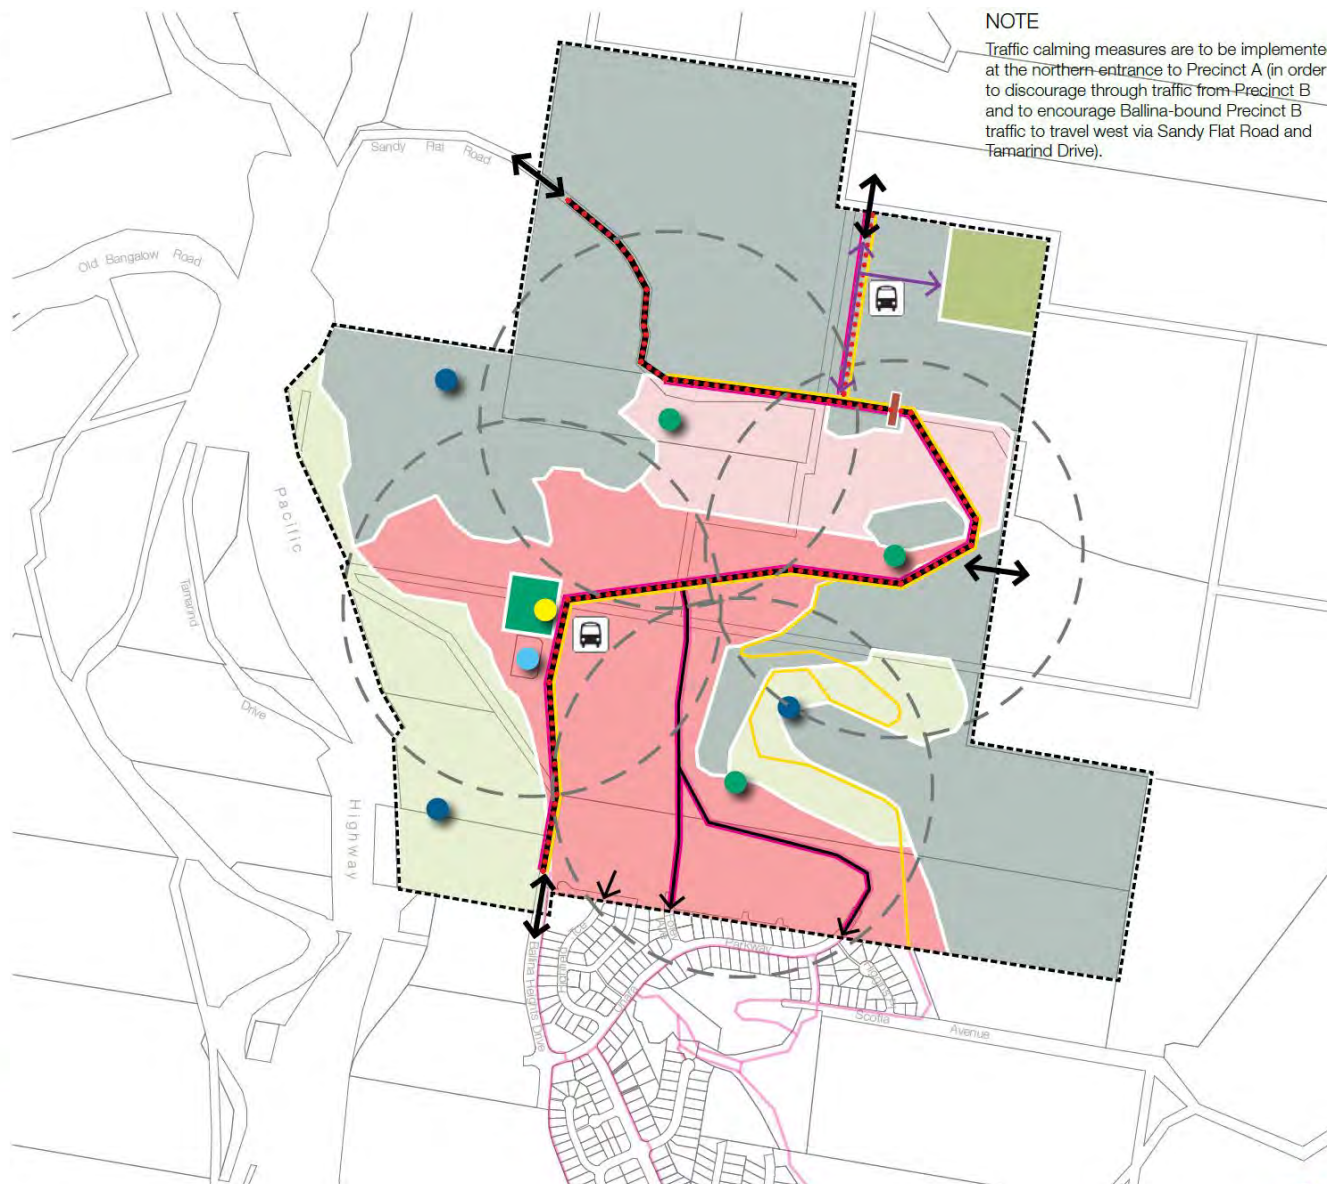 NOTE
Traffic calming measures are to be implemente
at the northern entrance to Precinct A (in order
to discourage through traffic from Precinct B
and to encourage Ballina-bound Precinct B
traffic to travel west via Sandy Flat Road and
Tamarind Drive).
Sandy Flat Road
Old Bangalow Road
Pacific
Tamarind
Drive
Highway
Parkway
Ballina Heights Drive
Scotia
Avenue